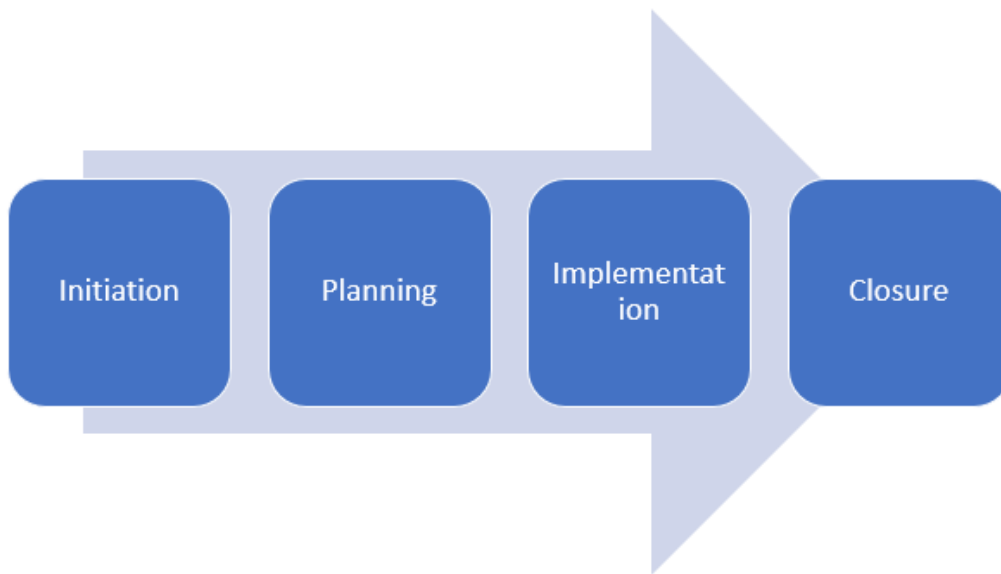 Initiation
Planning
Implementat
ion
Closure